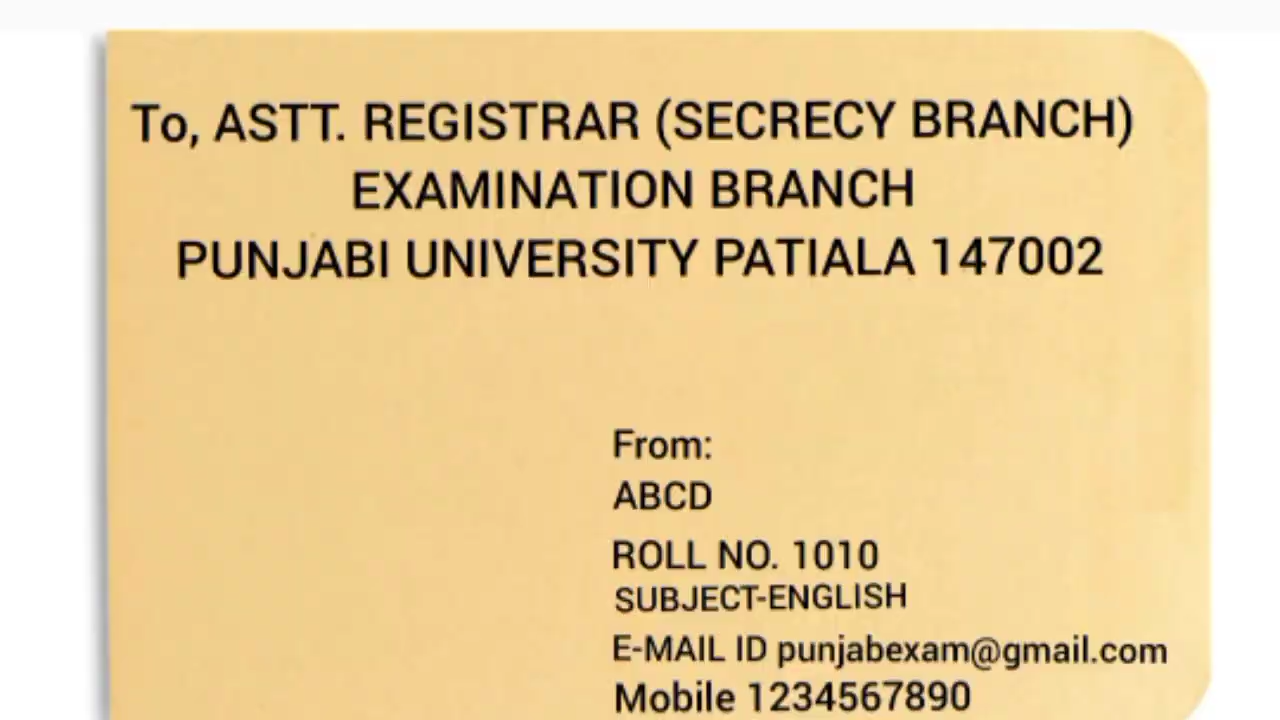 To, ASTT. REGISTRAR (SECRECY BRANCH)
EXAMINATION BRANCH
PUNJABI UNIVERSITY PATIALA 147002
From:
ABCD
ROLL NO. 1010
SUBJECT-ENGLISH
E-MAIL ID punjabexam@gmail.com
Mobile 1234567890